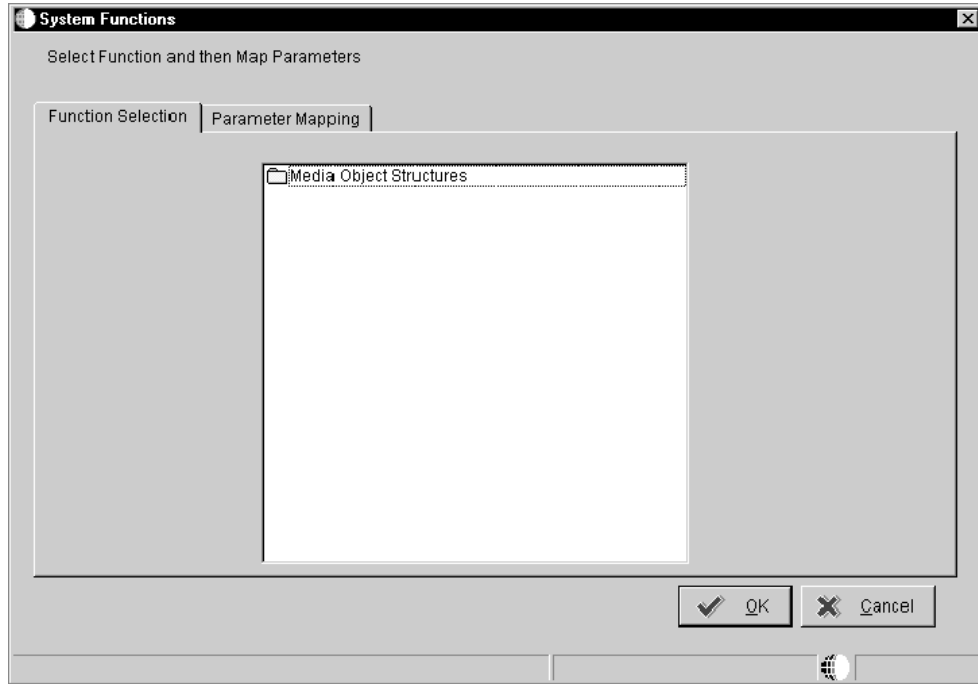 System Functions
Select Function and then Map Parameters
Function Selection
Parameter Mapping
Media Object Structures
OK
Cancel